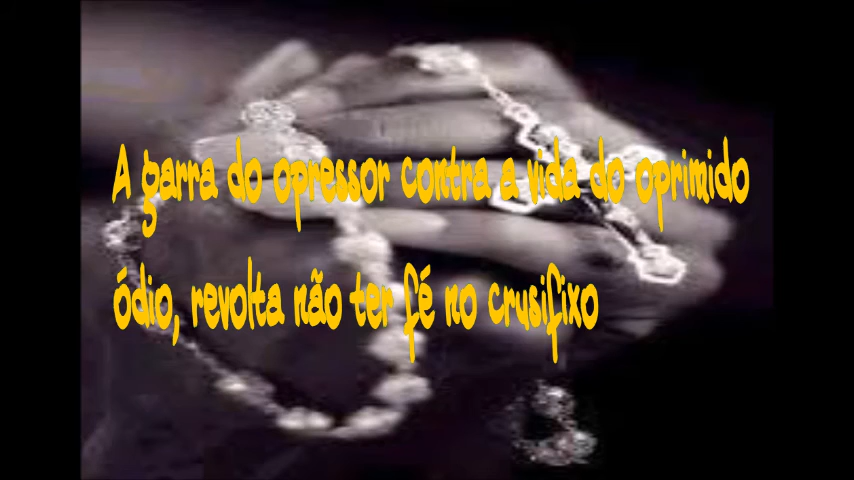 A garra do opressor contra a vida do oprimido
ódio, revolta não ter fé no crusifixo